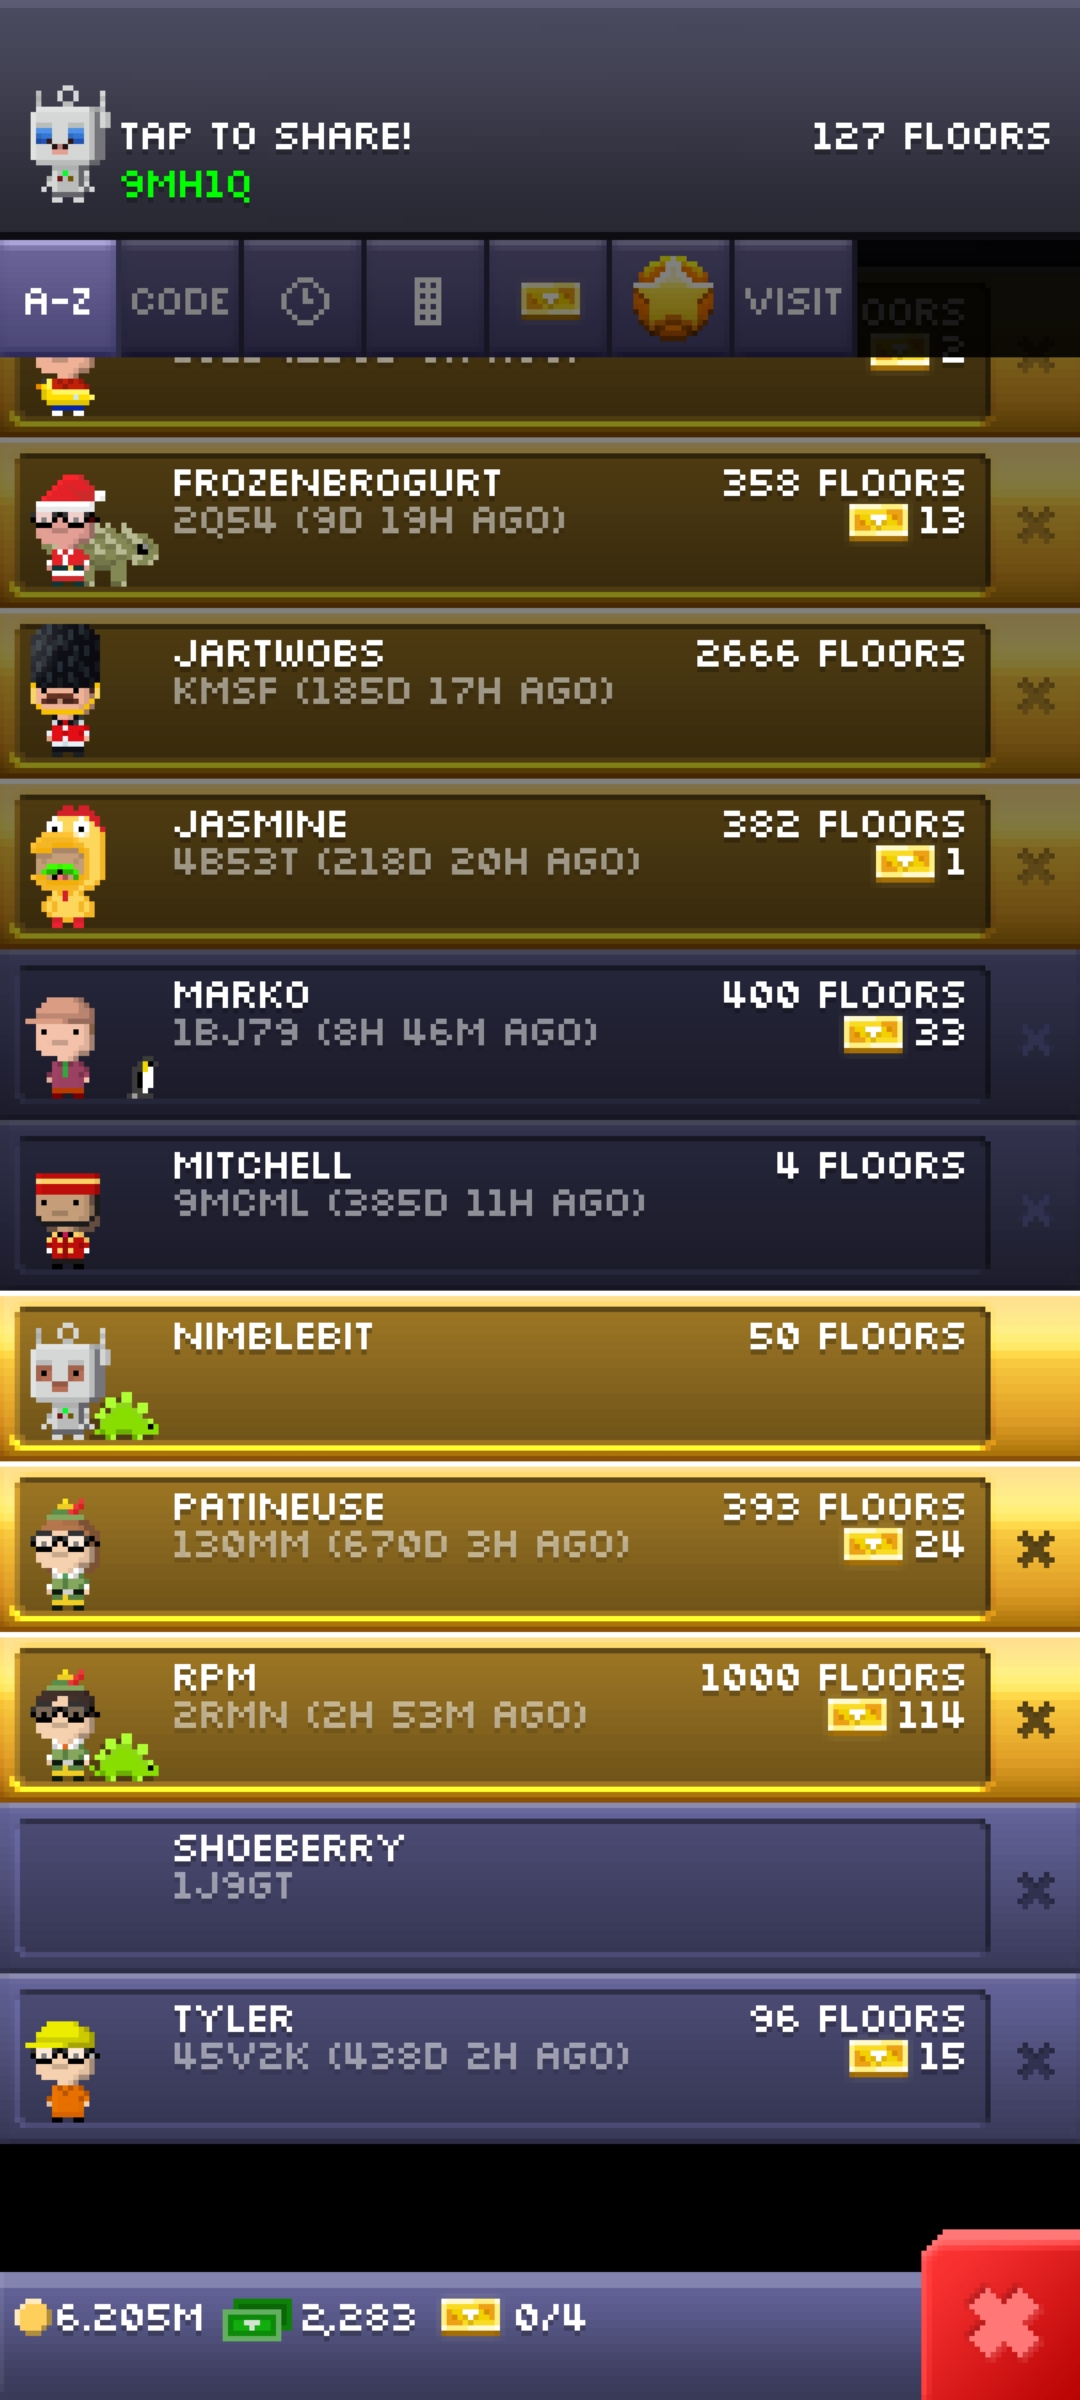 TAP TO SHARE!
127 FLOORS
9MH1Q
A-Z
CODE
VISIT
OORS
2
FROZENBROGURT
358 FLOORS
2Q54 (9D 19H AGO)
13
JARTWOBS
2666 FLOORS
KMSF (185D 17H AGO)
JASMINE
382 FLOORS
4B53T (218D 20H AGO)
1
MARKO
400 FLOORS
1BJ79 (8H 46M AGO)
33
MITCHELL
4 FLOORS
9MCML (385D 11H AGO)
NIMBLEBIT
50 FLOORS
PATINEUSE
393 FLOORS
130MM (670D 3H AGO)
24
RPM
1000 FLOORS
2RMN (2H 53M AGO)
114
SHOEBERRY
1J9GT
TYLER
96 FLOORS
45V2K (438D 2H AGO)
15
6.205M
2,283
0/4